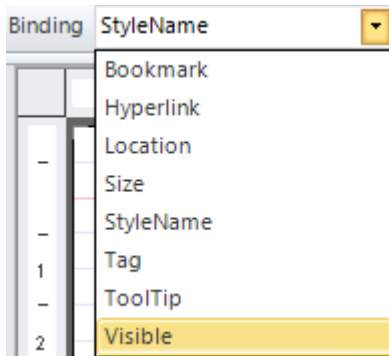 Binding StyleName
Bookmark
Hyperlink
Location
Size
StyleName
Tag
1
ToolTip
Visible
2